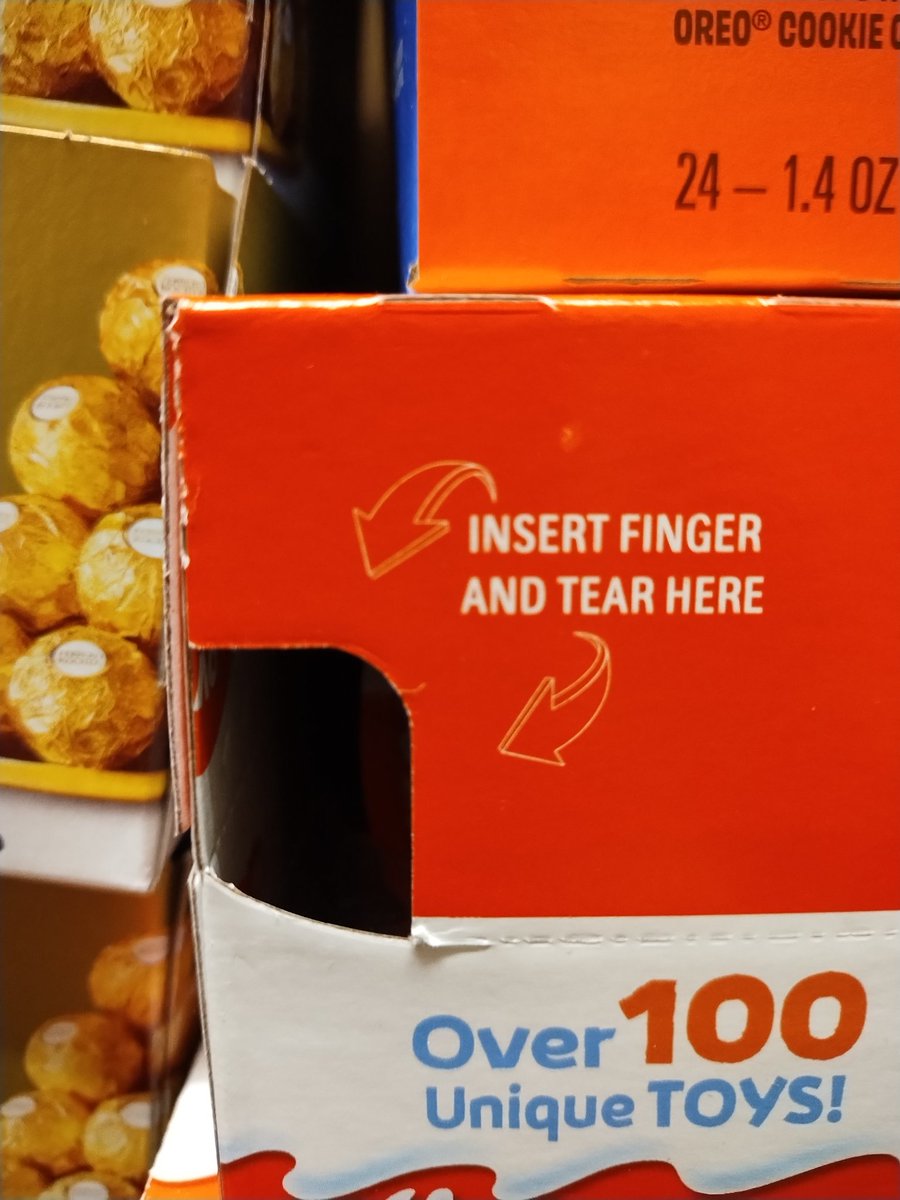 OREO® COOKIE
24 – 1.4 OZ
INSERT FINGER
AND TEAR HERE
Over 100
Unique TOYS!